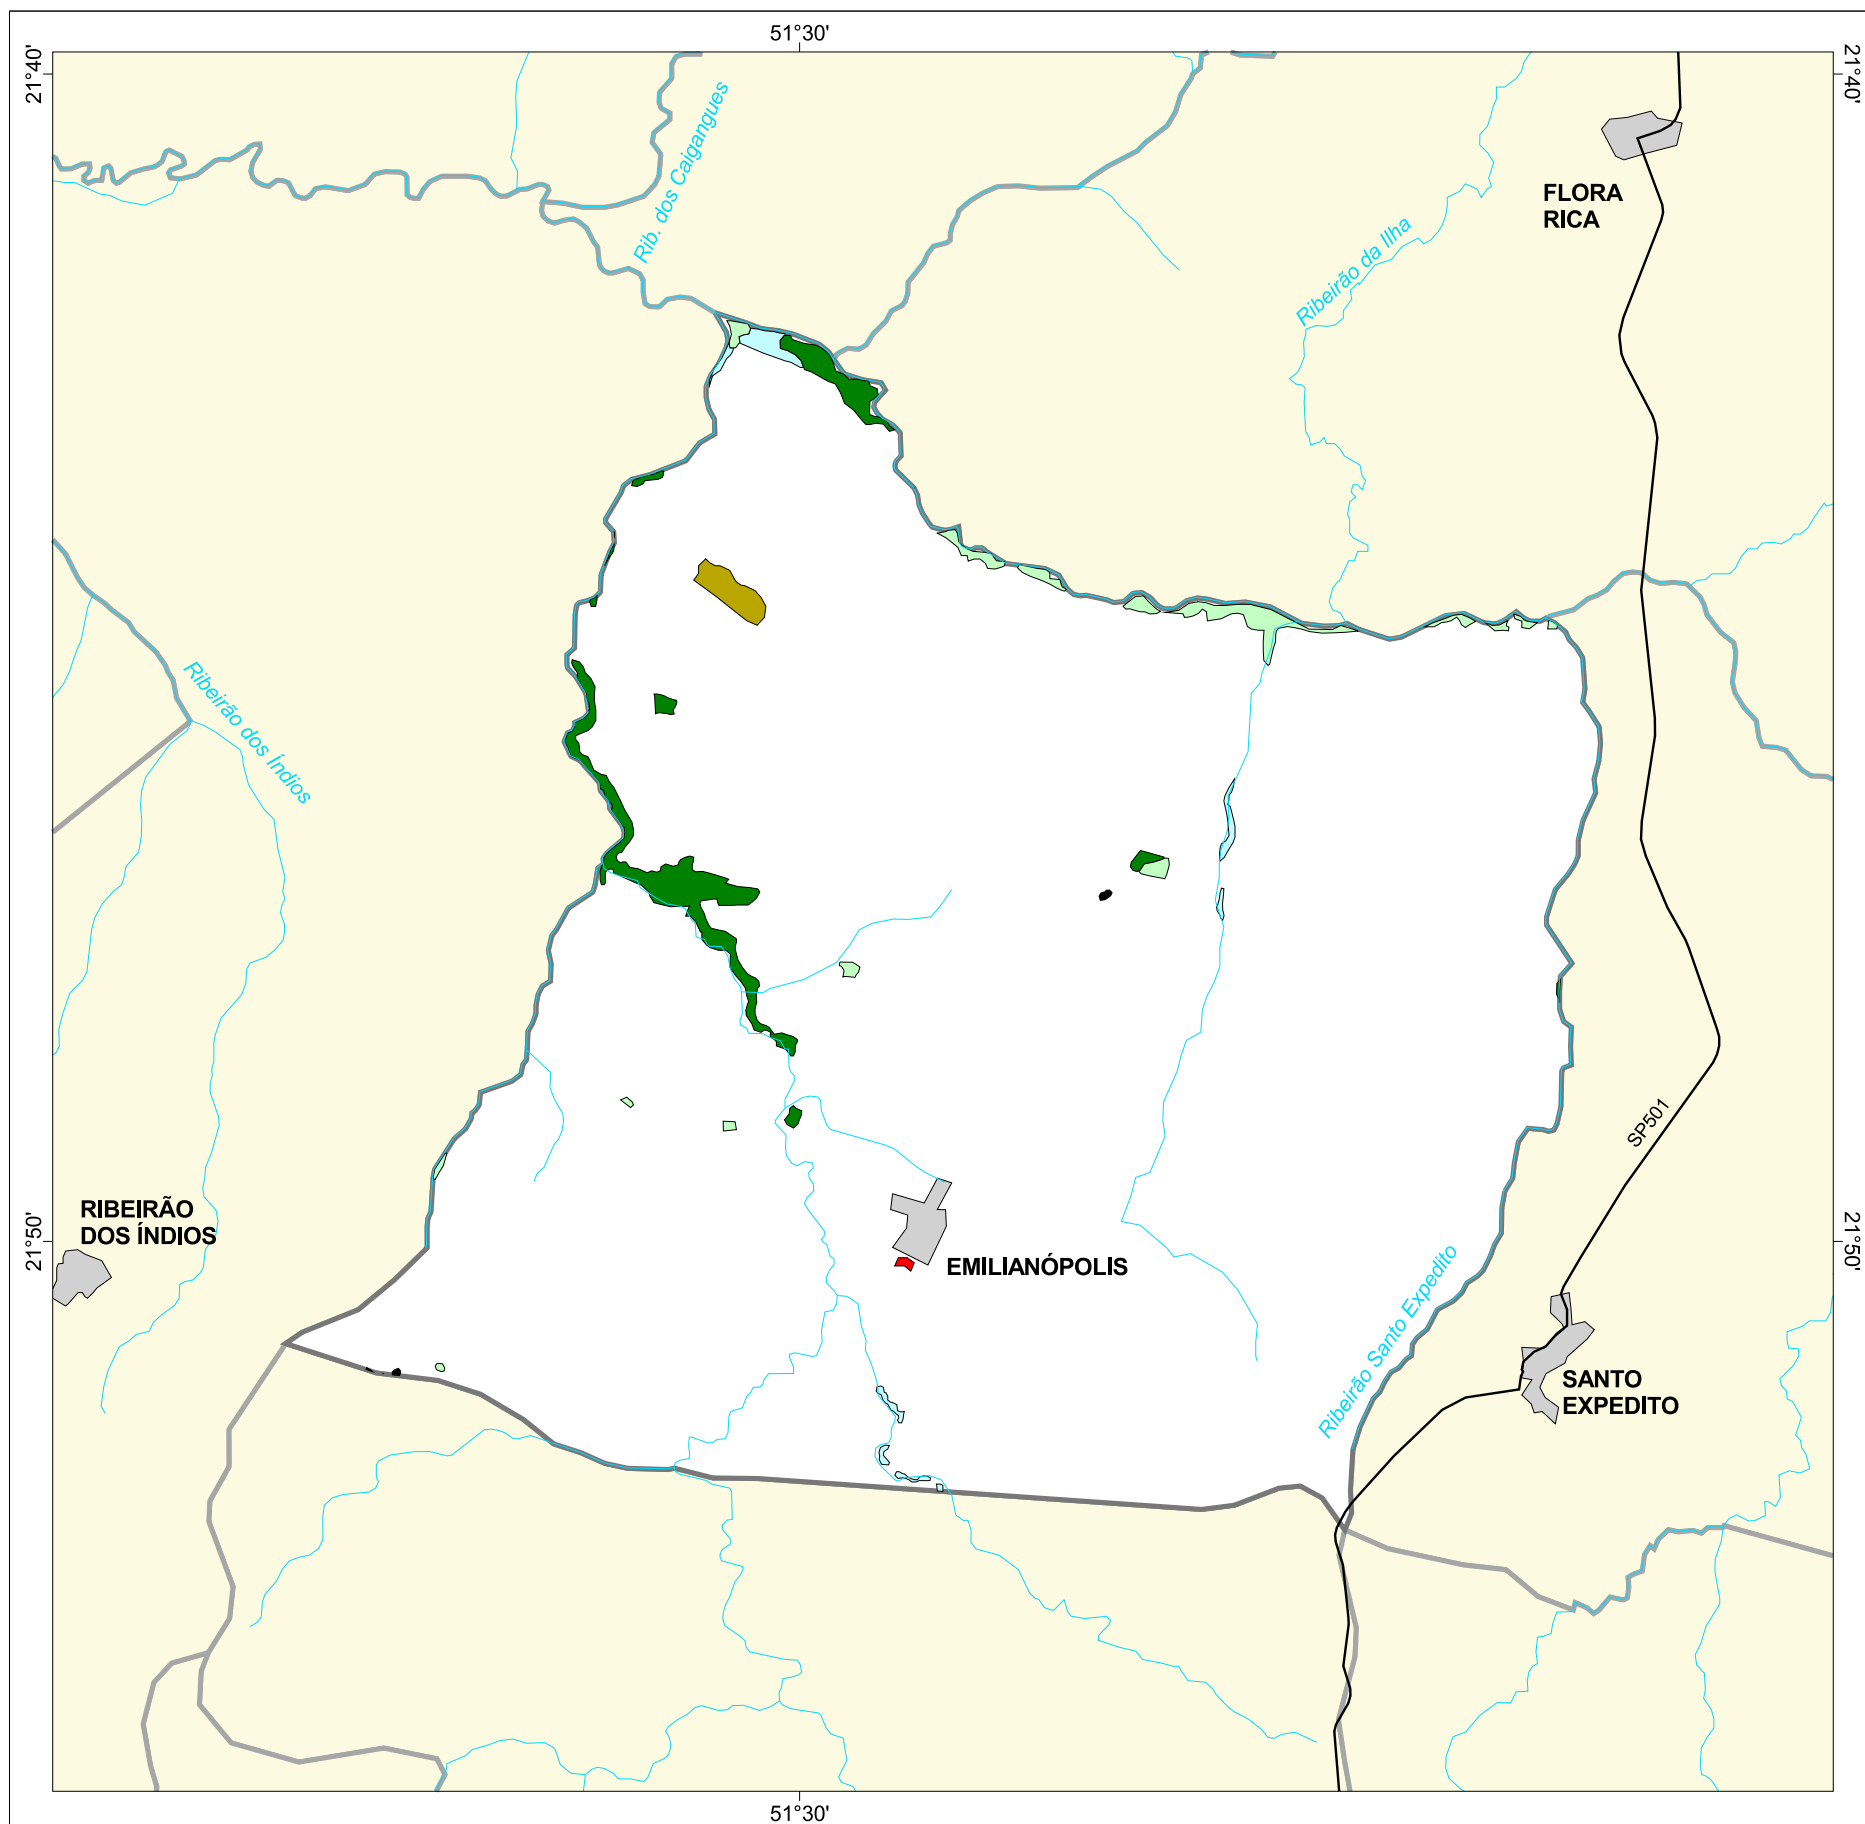 51°30'
21°40'
21°40'
Rib. dos Caigangues
FLORA
RICA
Ribeirão da Ilha
Ribeirão dos Índios
SP501
RIBEIRÃO
DOS ÍNDIOS
21°50'
21°50'
EMILIANÓPOLIS
Ribeirão Santo Expedito
SANTO
EXPEDITO
51°30'